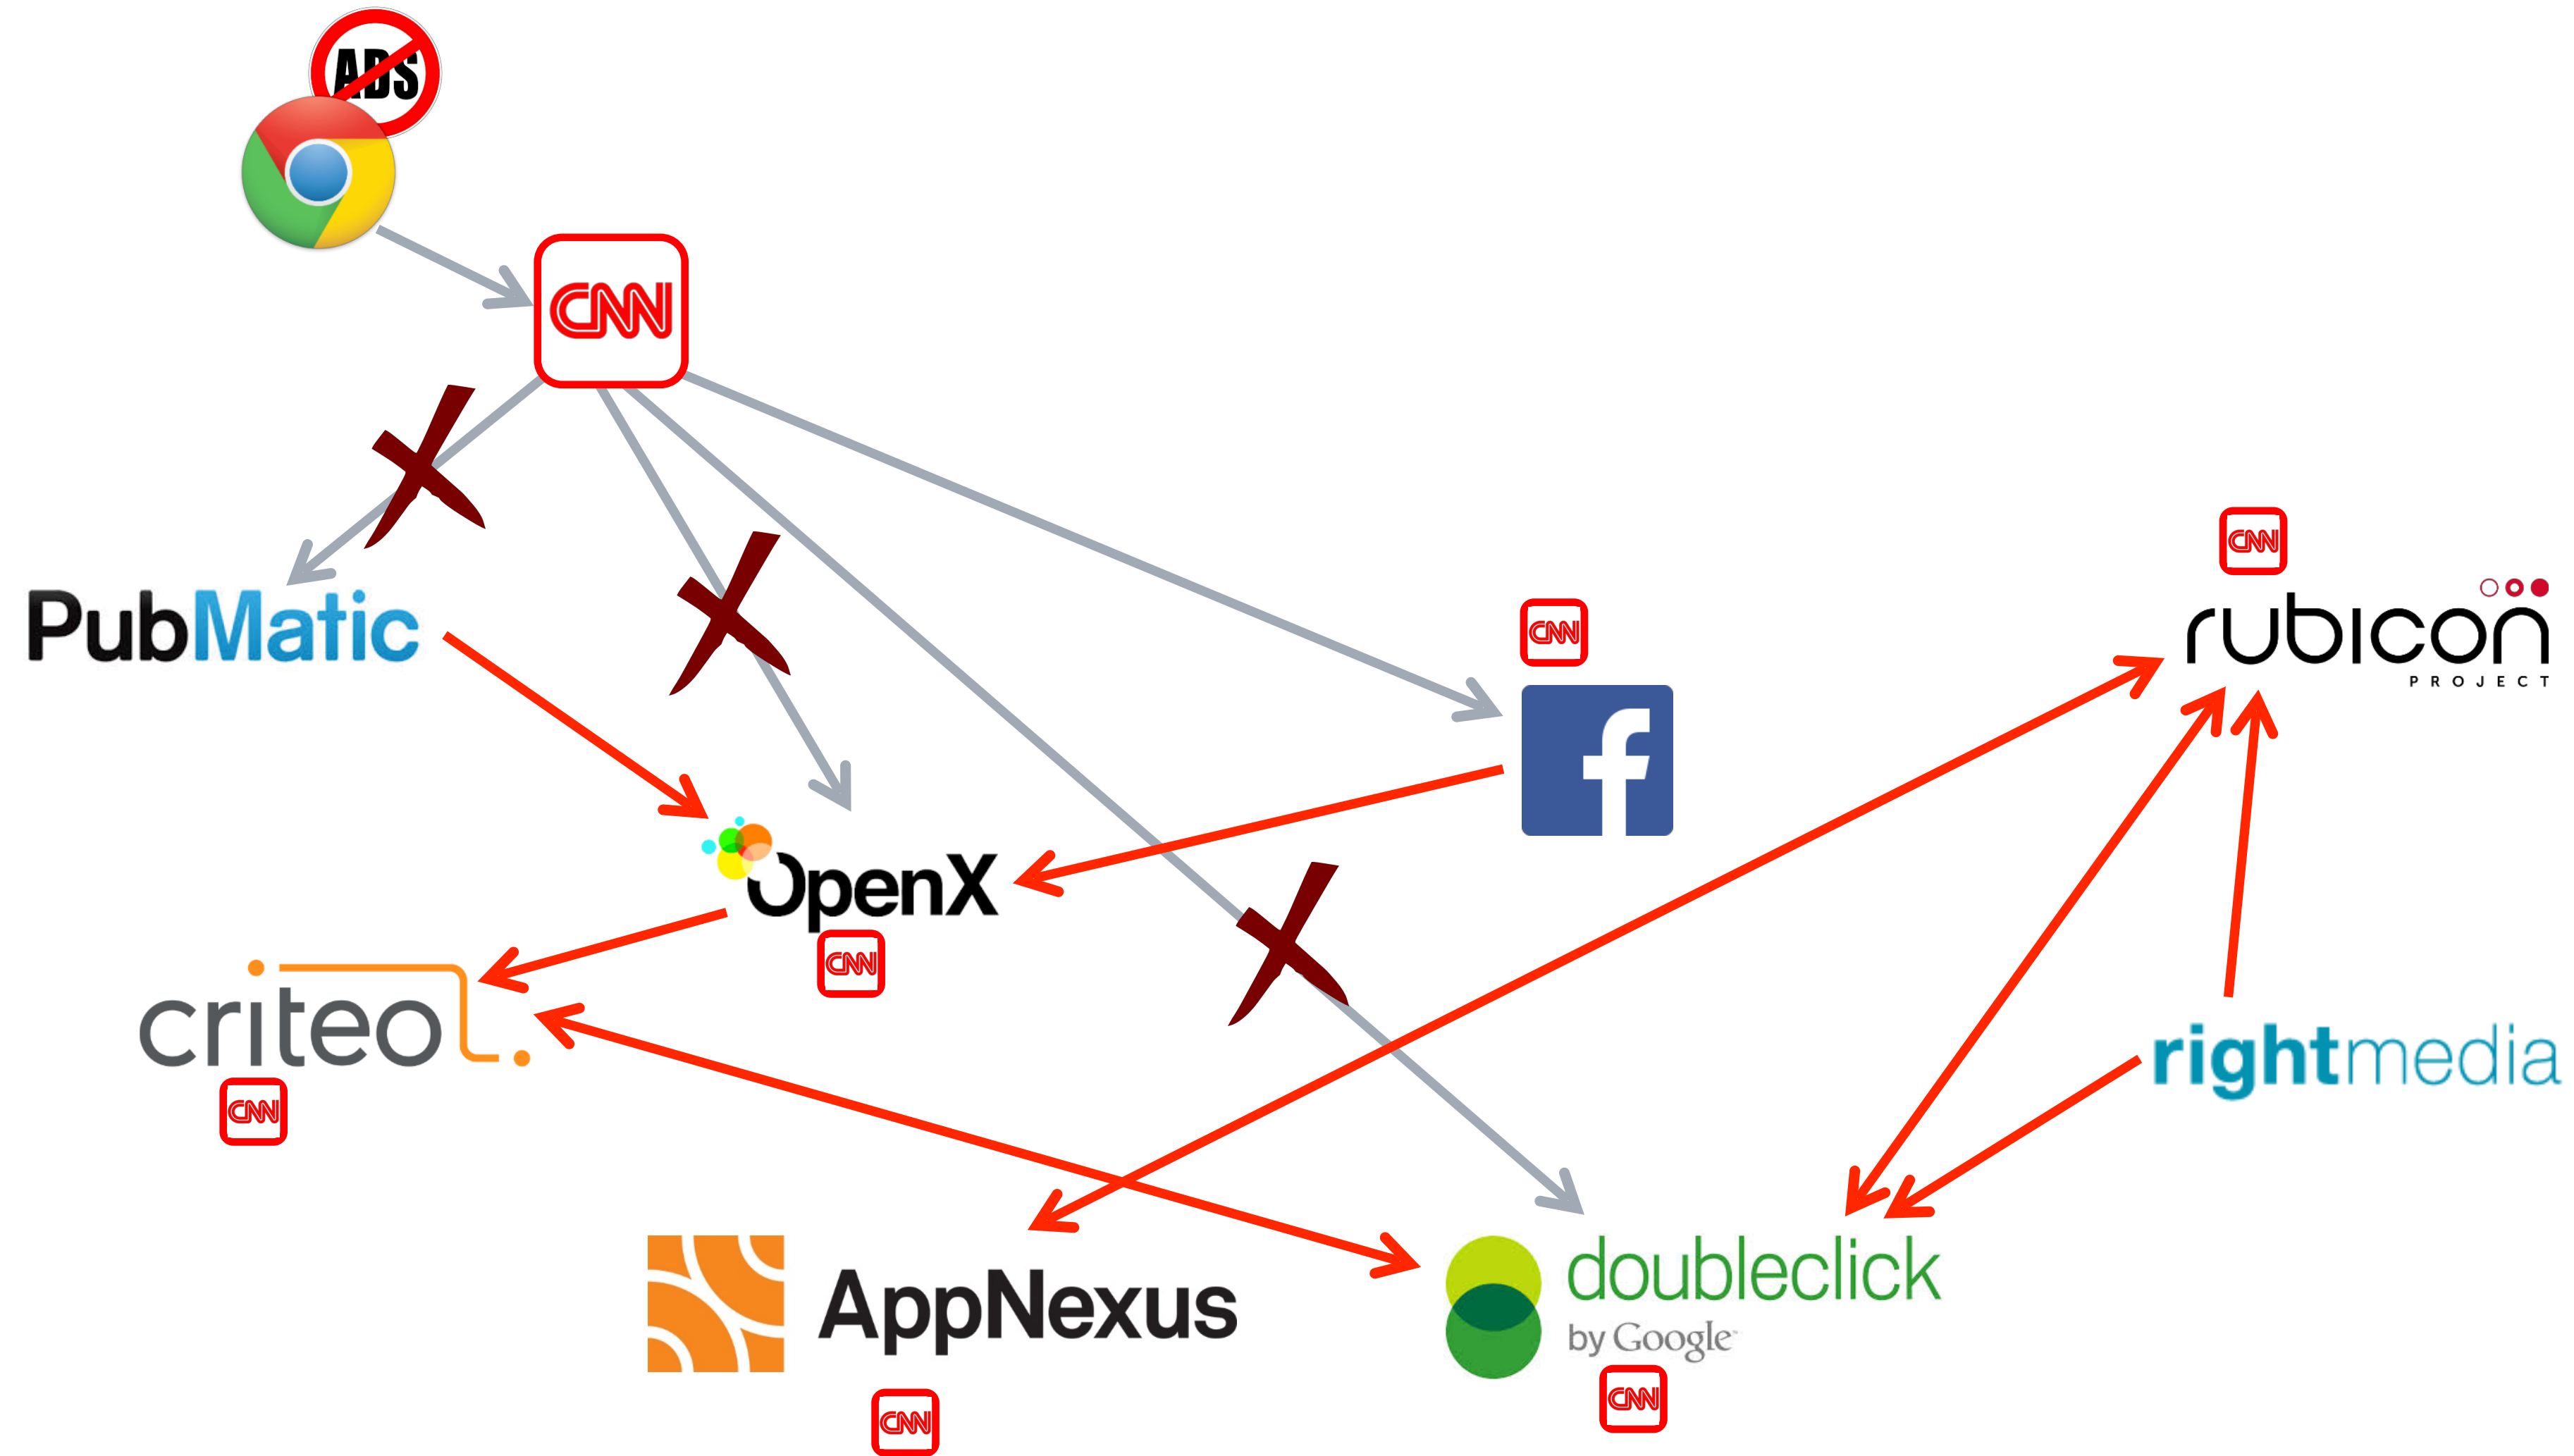 ADS
CNN
CNN
rubicon
PROJECT
PubMatic
CNN
f
OpenX
CNN
criteo
CNN
rightmedia
AppNexus
CNN
doubleclick
by Google
CNN